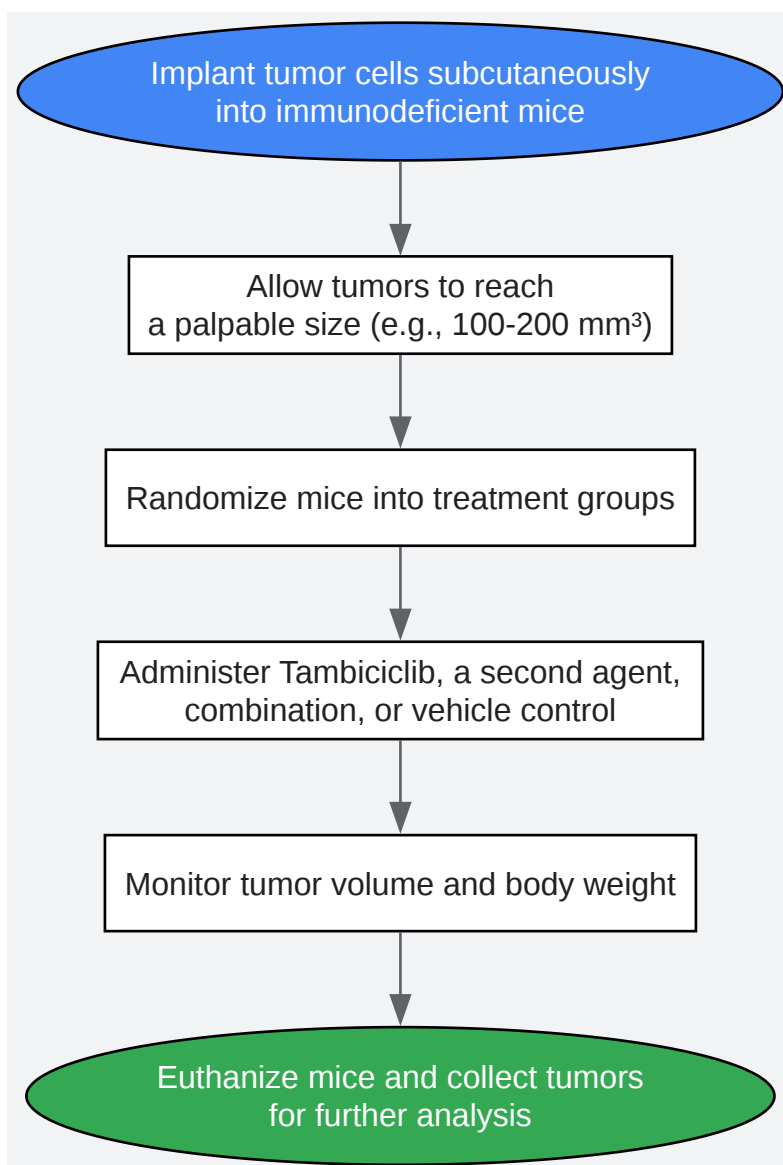 Implant tumor cells subcutaneously
into immunodeficient mice
Allow tumors to reach
a palpable size (e.g., 100-200 mm³)
Randomize mice into treatment groups
Administer Tambiciclib, a second agent,
combination, or vehicle control
Monitor tumor volume and body weight
Euthanize mice and collect tumors
for further analysis